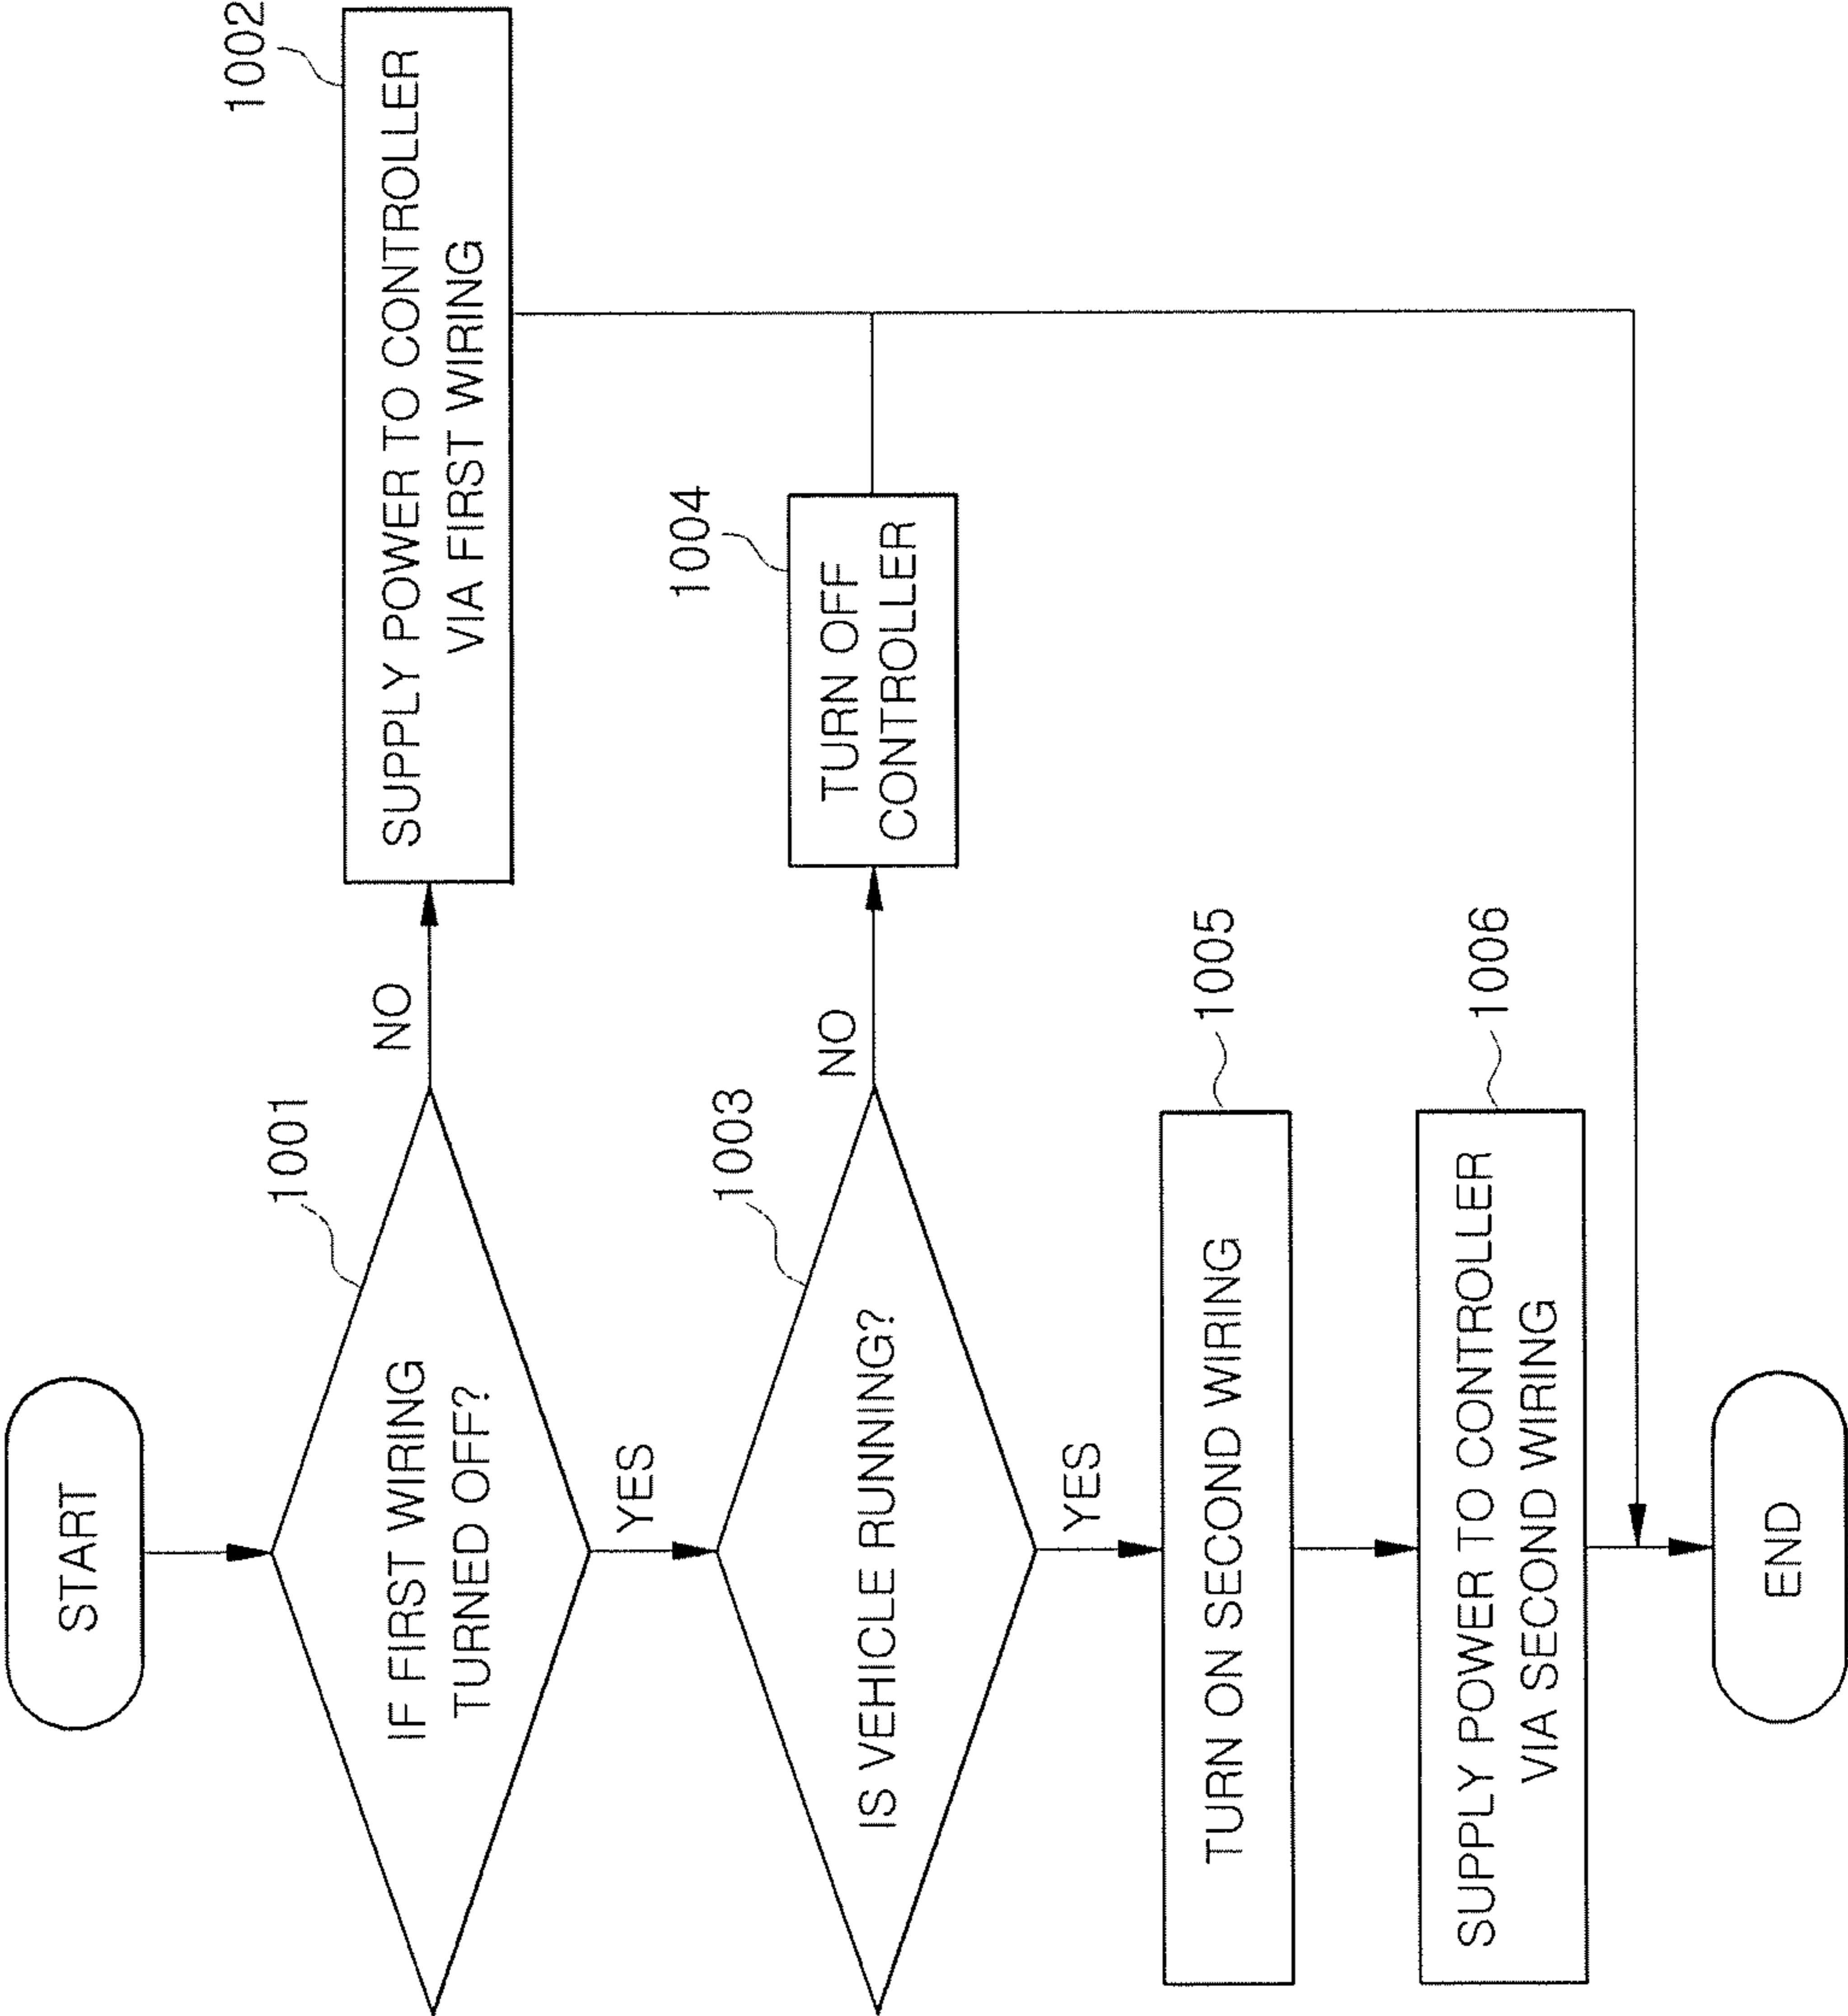 START
1001
IF FIRST WIRING
TURNED OFF?
NO
1002
SUPPLY POWER TO CONTROLLER
VIA FIRST WIRING
YES
1003
IS VEHICLE RUNNING?
NO
1004
TURN OFF
CONTROLLER
YES
1005
TURN ON SECOND WIRING
1006
SUPPLY POWER TO CONTROLLER
VIA SECOND WIRING
END